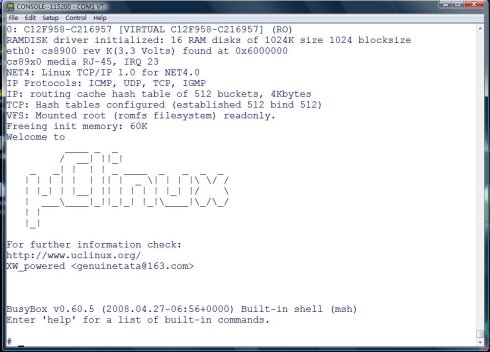 CONSOLE--115200 - COM1 VT
File Edit Setup Control Help
0: C12F958-C216957 [VIRTUAL C12F958-C216957] (RO)
RAMDISK driver initialized: 16 RAM disks of 1024K size 1024 blocksize
eth0: cs8900 rev K(3.3 Volts) found at 0x6000000
cs89x0 media RJ-45, IRQ 23
NET4: Linux TCP/IP 1.0 for NET4.0
IP Protocols: ICMP, UDP, TCP, IGMP
IP: routing cache hash table of 512 buckets, 4Kbytes
TCP: Hash tables configured (established 512 bind 512)
VFS: Mounted root (romfs filesystem) readonly.
Freeing init memory: 60K
Welcome to
µClinux
For further information check:
http://www.uclinux.org/
XW_powered <genuinetata@163.com>
BusyBox v0.60.5 (2008.04.27-06:56+0000) Built-in shell (msh)
Enter 'help' for a list of built-in commands.
#